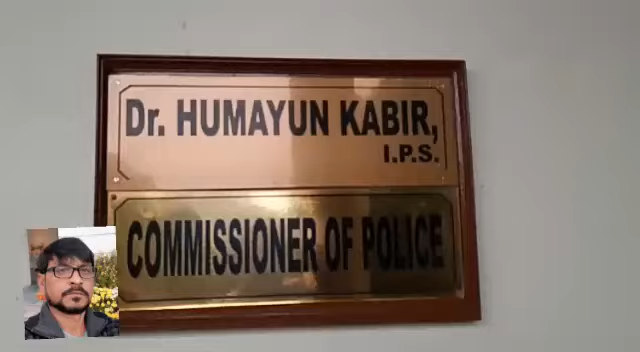 Dr. HUMAYUN KABIR,
I.P.S.
COMMISSIONER OF POLICE